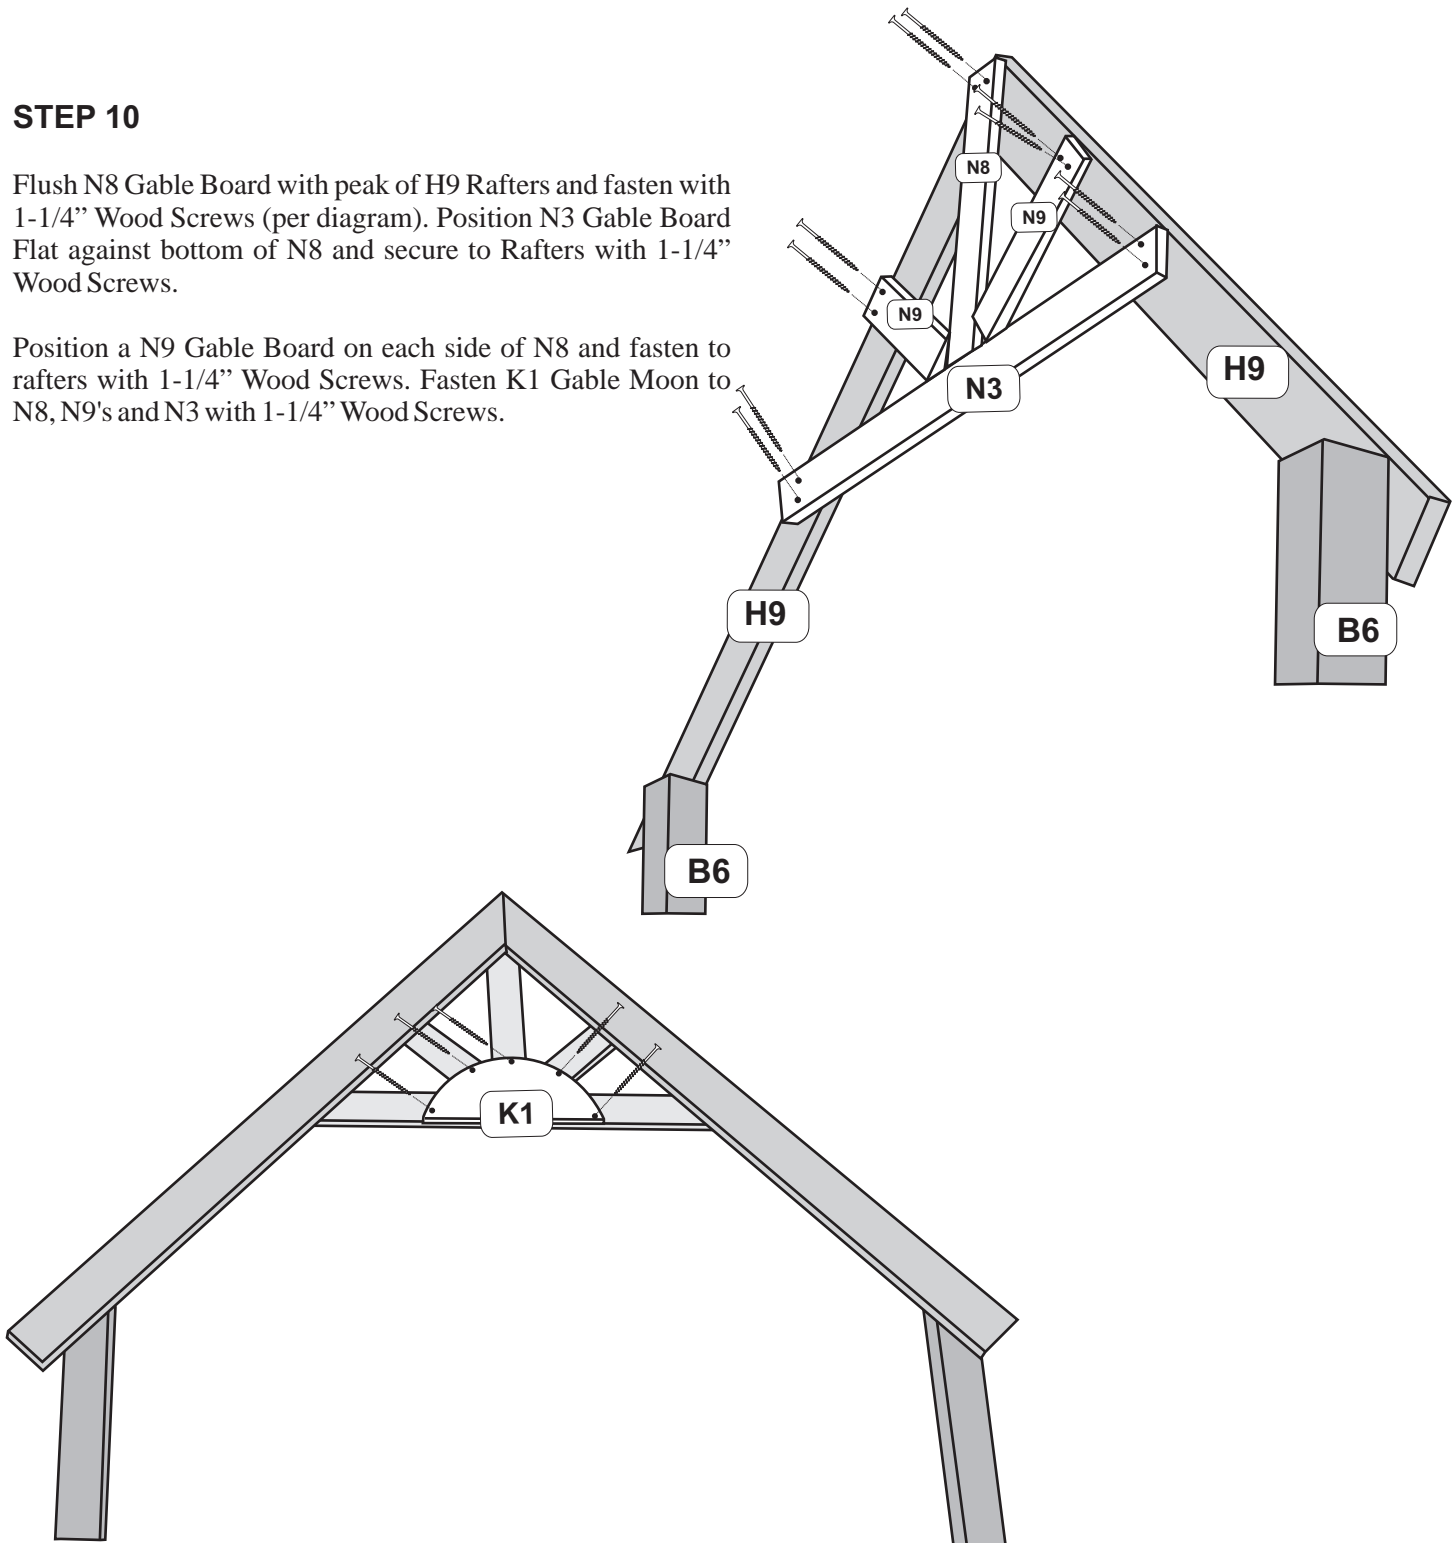 STEP 10
Flush N8 Gable Board with peak of H9 Rafters and fasten with
1-1/4” Wood Screws (per diagram). Position N3 Gable Board
Flat against bottom of N8 and secure to Rafters with 1-1/4”
Wood Screws.
Position a N9 Gable Board on each side of N8 and fasten to
rafters with 1-1/4” Wood Screws. Fasten K1 Gable Moon to
N8, N9's and N3 with 1-1/4” Wood Screws.
N8
N9
N9
N3
H9
H9
B6
B6
K1